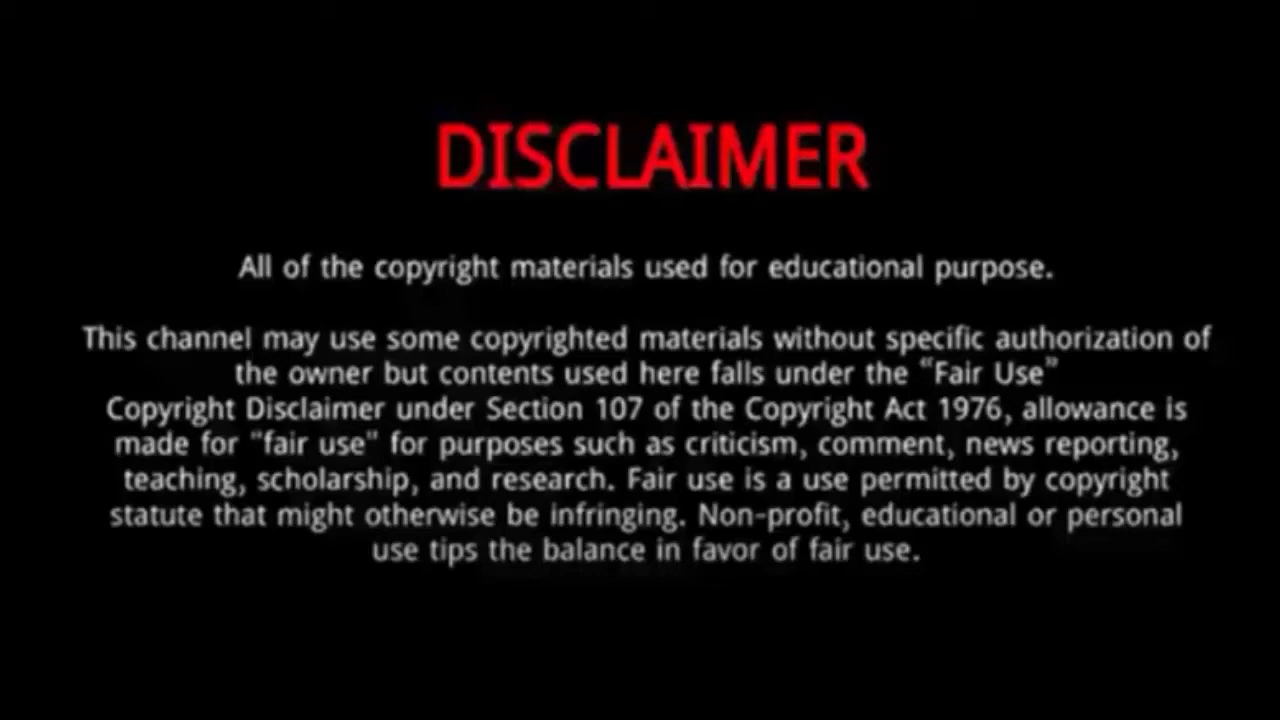 DISCLAIMER
All of the copyright materials used for educational purpose.
This channel may use some copyrighted materials without specific authorization of
the owner but contents used here falls under the “Fair Use”
Copyright Disclaimer under Section 107 of the Copyright Act 1976, allowance is
made for "fair use" for purposes such as criticism, comment, news reporting,
teaching, scholarship, and research. Fair use is a use permitted by copyright
statute that might otherwise be infringing. Non-profit, educational or personal
use tips the balance in favor of fair use.